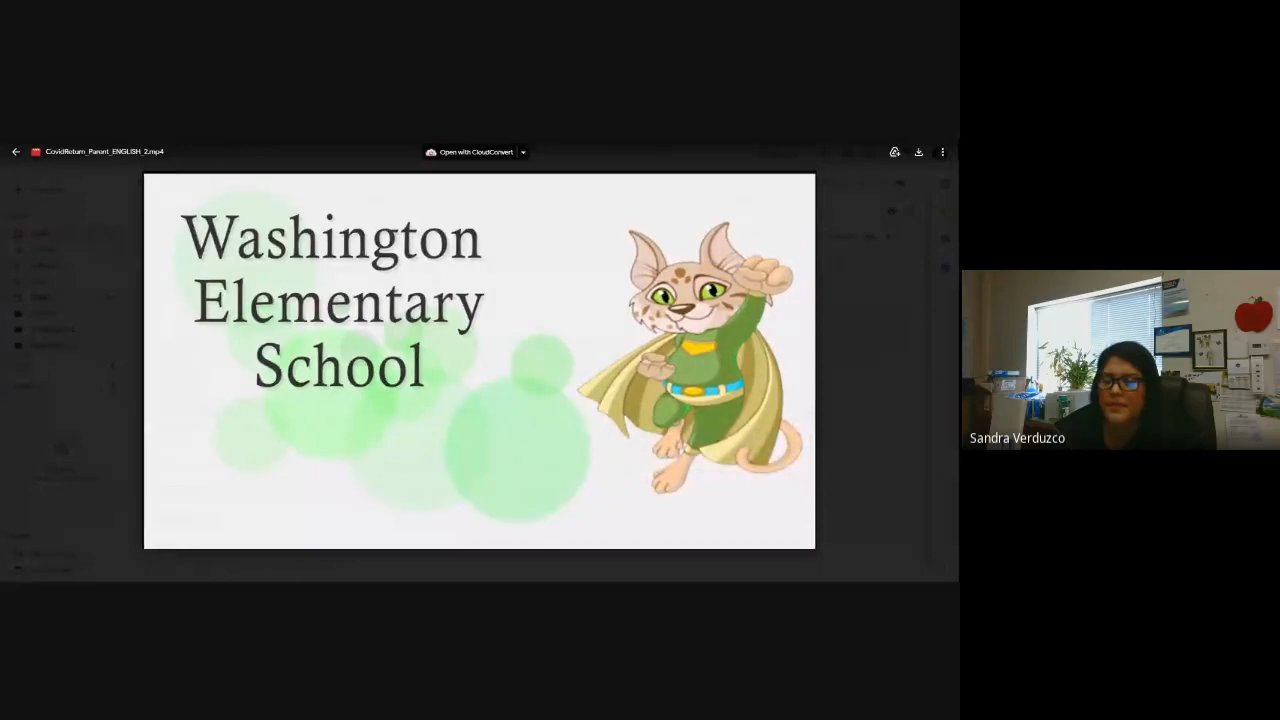 CovidReturn_Parent_ENGLISH_2.mp4
Open with CloudConvert
Washington
Elementary
School
Sandra Verduzco